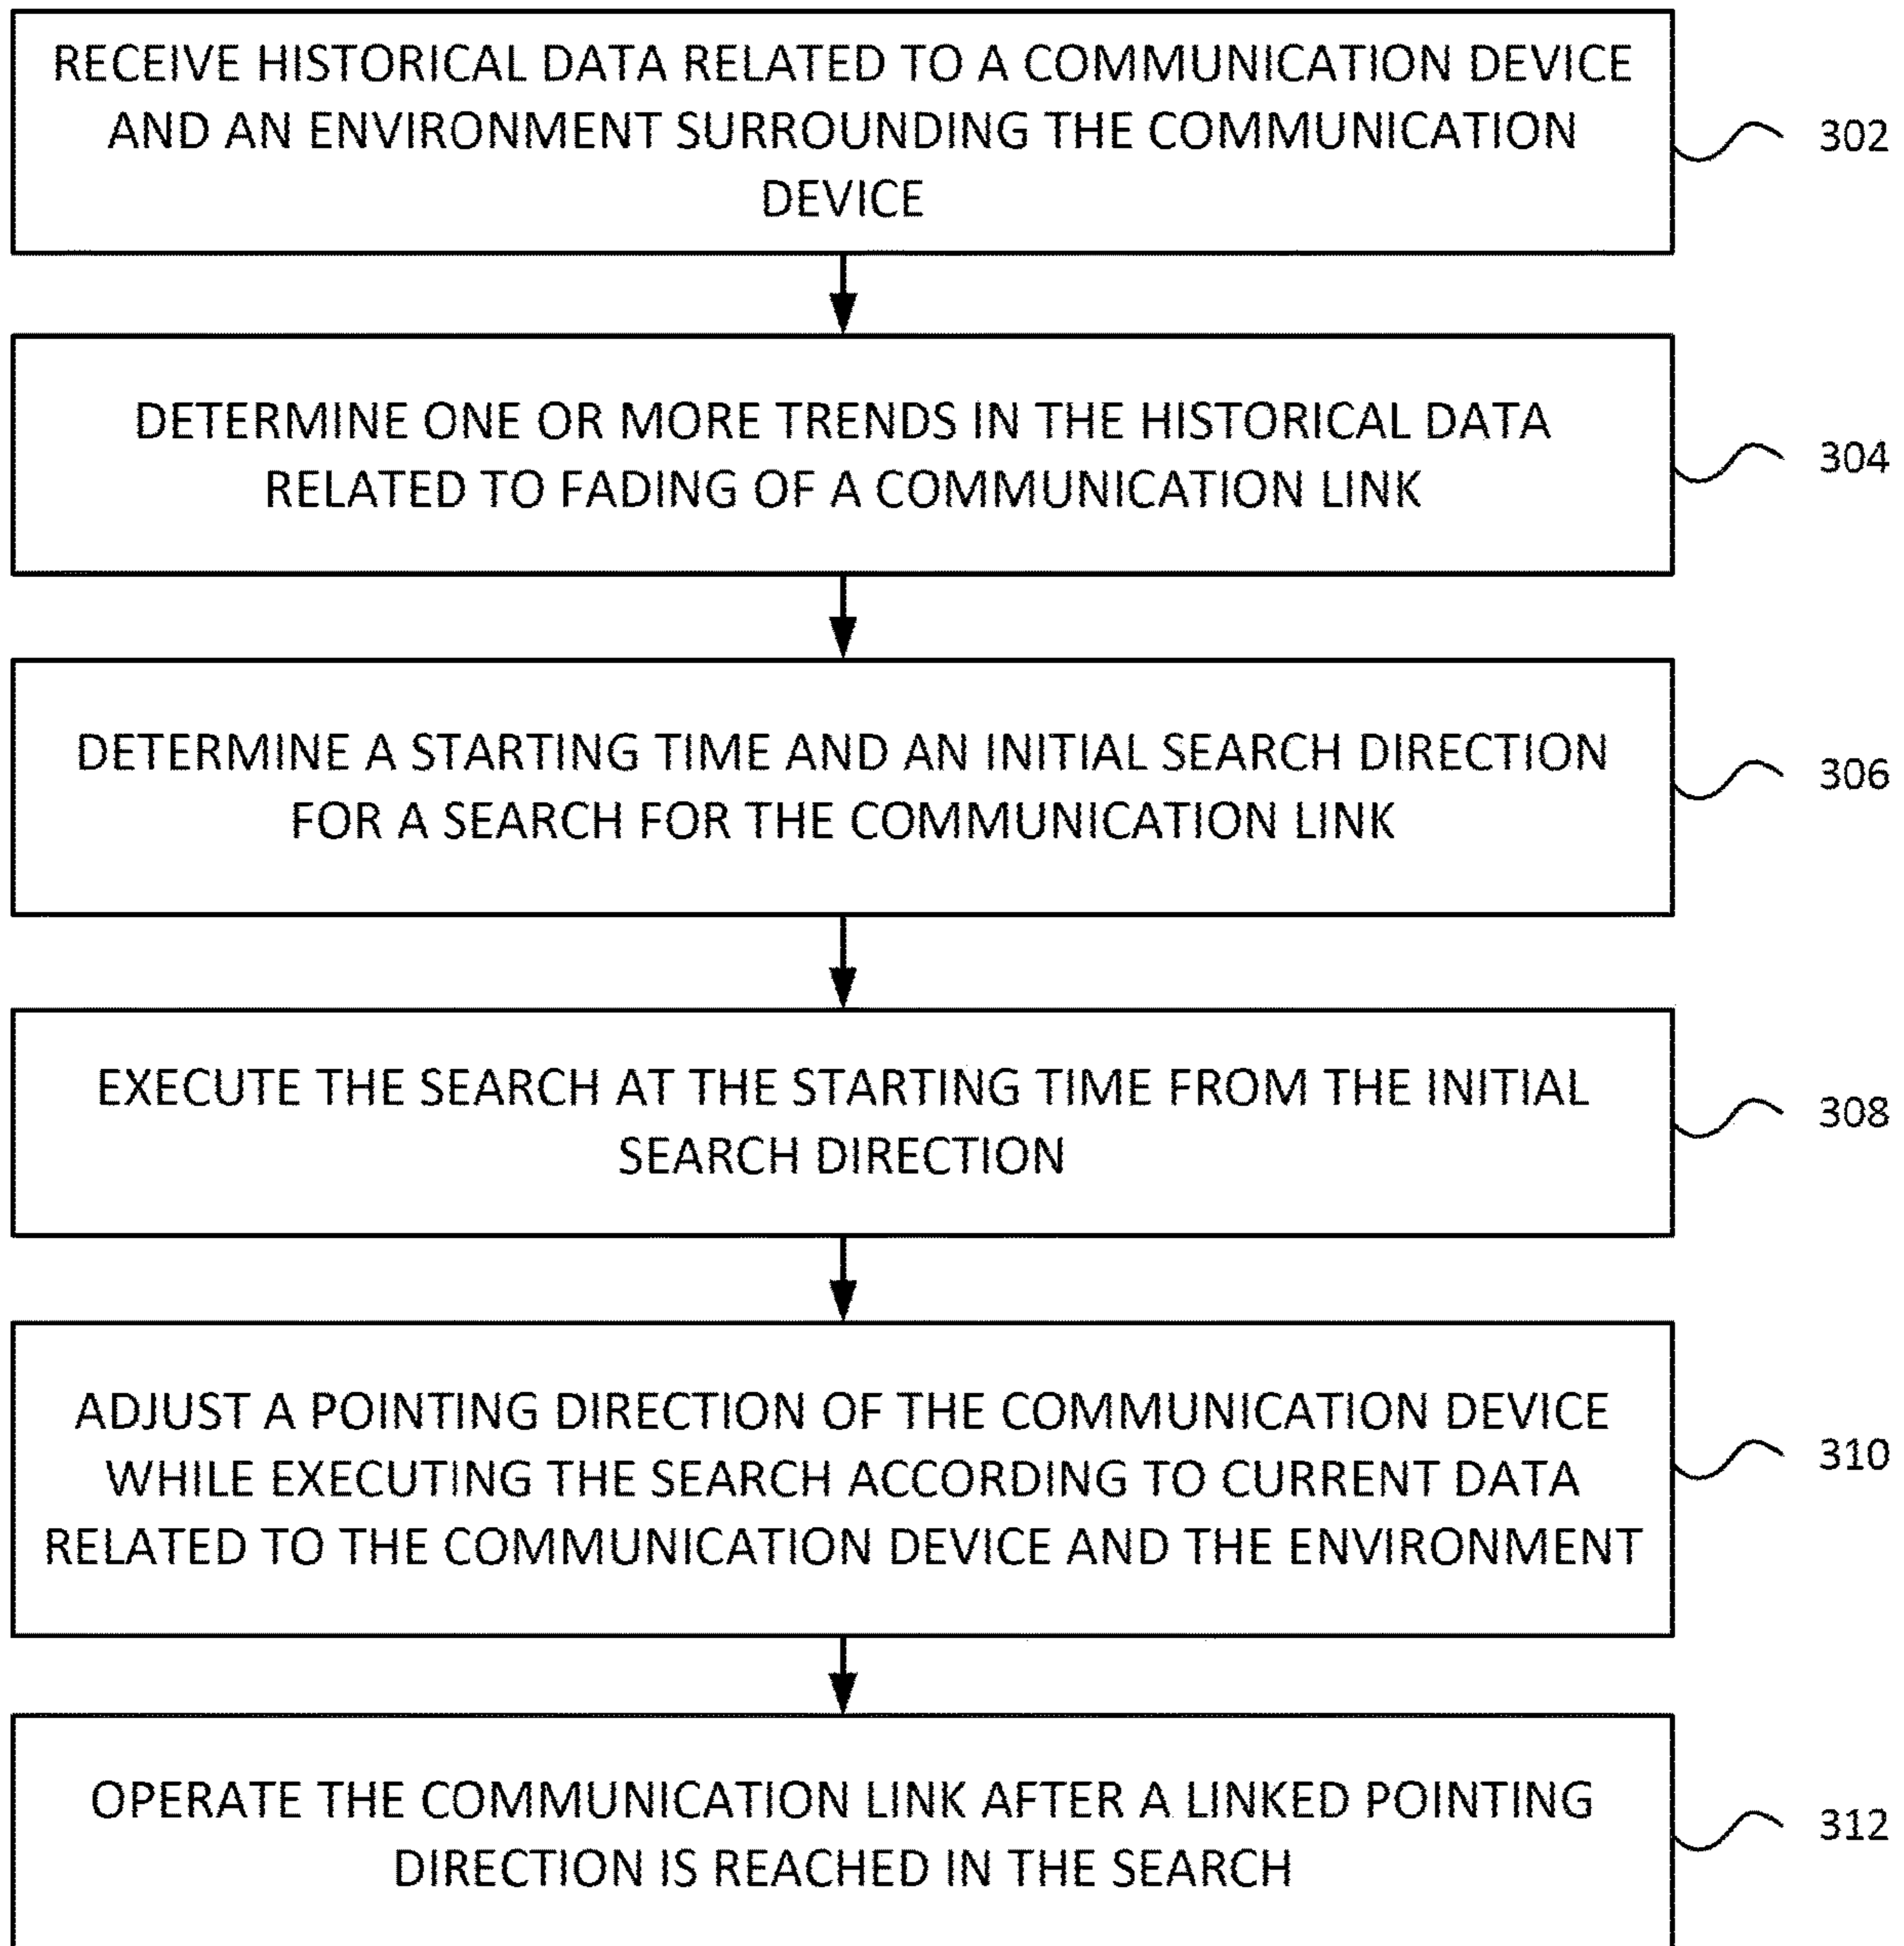 RECEIVE HISTORICAL DATA RELATED TO A COMMUNICATION DEVICE
AND AN ENVIRONMENT SURROUNDING THE COMMUNICATION
DEVICE
302
DETERMINE ONE OR MORE TRENDS IN THE HISTORICAL DATA
RELATED TO FADING OF A COMMUNICATION LINK
304
DETERMINE A STARTING TIME AND AN INITIAL SEARCH DIRECTION
FOR A SEARCH FOR THE COMMUNICATION LINK
306
EXECUTE THE SEARCH AT THE STARTING TIME FROM THE INITIAL
SEARCH DIRECTION
308
ADJUST A POINTING DIRECTION OF THE COMMUNICATION DEVICE
WHILE EXECUTING THE SEARCH ACCORDING TO CURRENT DATA
RELATED TO THE COMMUNICATION DEVICE AND THE ENVIRONMENT
310
OPERATE THE COMMUNICATION LINK AFTER A LINKED POINTING
DIRECTION IS REACHED IN THE SEARCH
312